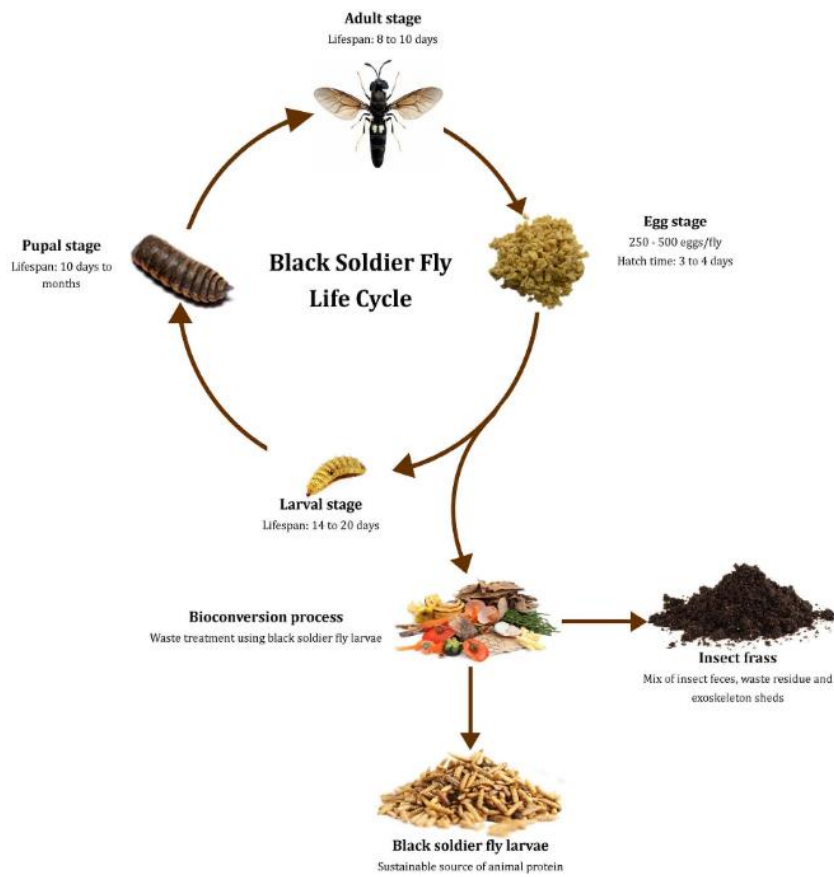 Adult stage
Lifespan: 8 to 10 days
Egg stage
250 - 500 eggs/fly
Hatch time: 3 to 4 days
Pupal stage
Lifespan: 10 days to
months
Black Soldier Fly
Life Cycle
Larval stage
Lifespan: 14 to 20 days
Bioconversion process
Waste treatment using black soldier fly larvae
Insect frass
Mix of insect feces, waste residue and
exoskeleton sheds
Black soldier fly larvae
Sustainable source of animal protein